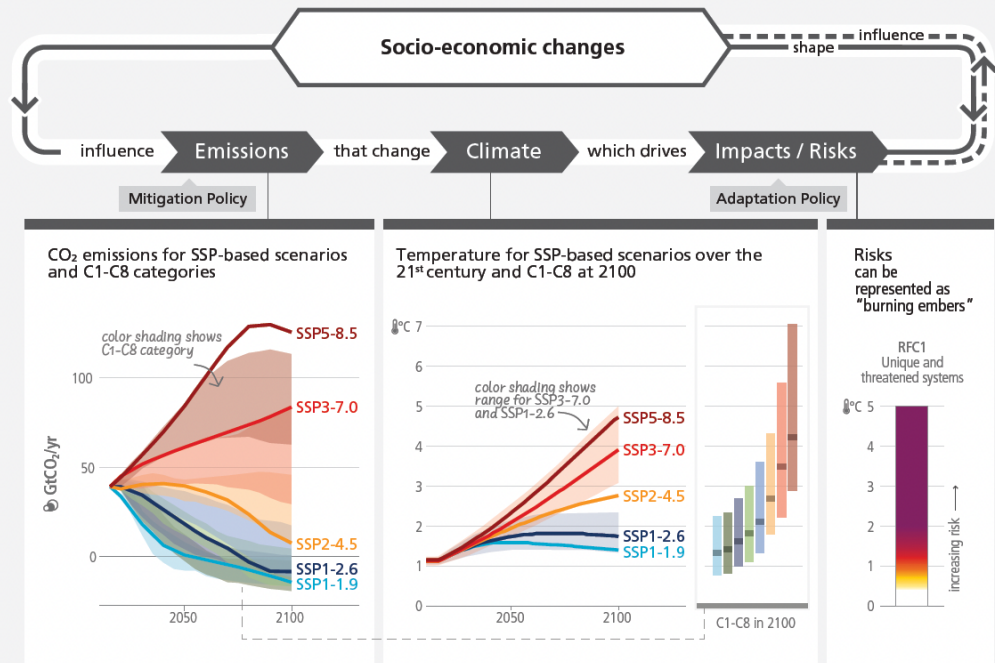 Socio-economic changes
influence
shape
influence
Emissions
that change
Climate
which drives
Impacts / Risks
Mitigation Policy
Adaptation Policy
CO₂ emissions for SSP-based scenarios
and C1-C8 categories
color shading shows
C1-C8 category
100
50
0
GtCO₂/yr
SSP5-8.5
SSP3-7.0
SSP2-4.5
SSP1-2.6
SSP1-1.9
2050
2100
Temperature for SSP-based scenarios over the
21st century and C1-C8 at 2100
°C 7
6
5
4
3
2
1
0
color shading shows
range for SSP3-7.0
and SSP1-2.6
SSP5-8.5
SSP3-7.0
SSP2-4.5
SSP1-2.6
SSP1-1.9
2050
2100
C1-C8 in 2100
Risks
can be
represented as
“burning embers”
RFC1
Unique and
threatened systems
°C 5
4
3
2
1
0
increasing risk